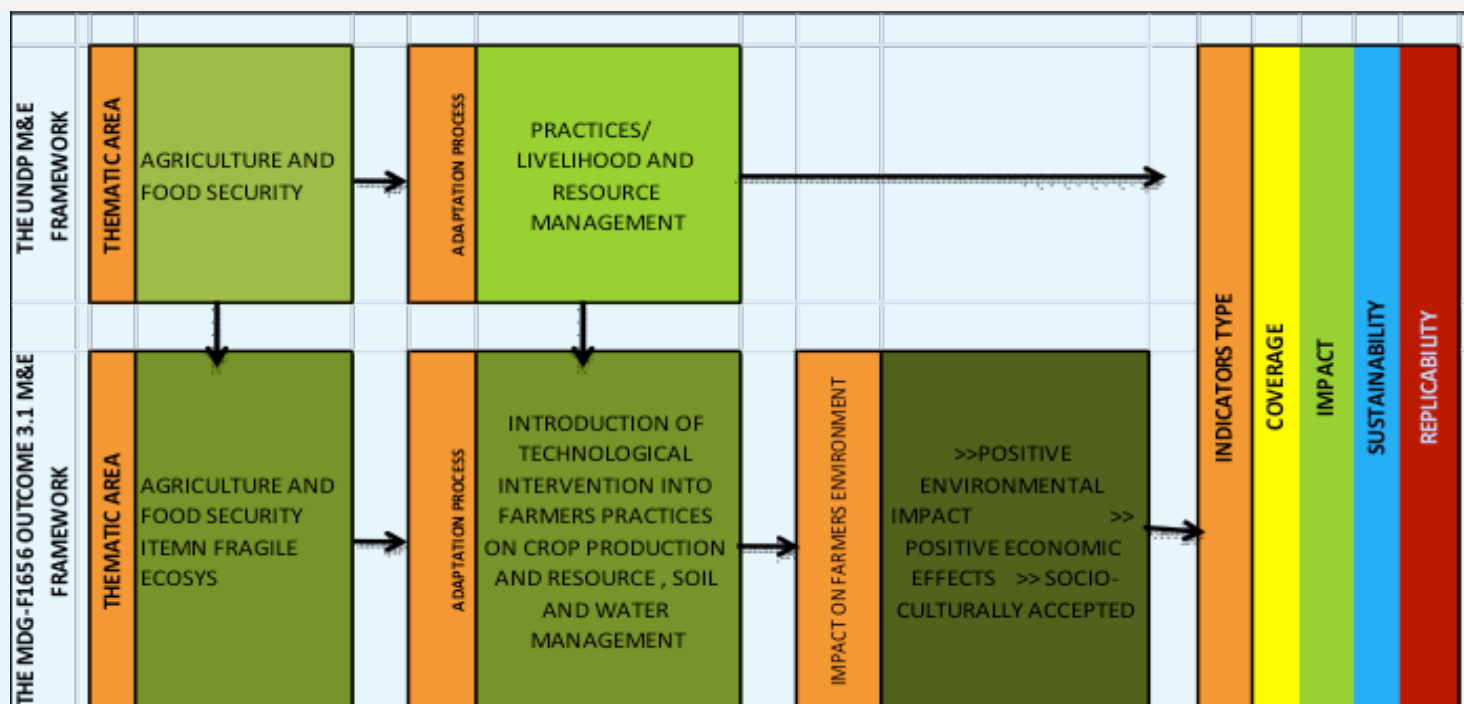 THE UNDP M&E
FRAMEWORK
THEMATIC AREA
AGRICULTURE AND
FOOD SECURITY
ADAPTATION PROCESS
PRACTICES/
LIVELIHOOD AND
RESOURCE
MANAGEMENT
THE MDG-F1656 OUTCOME 3.1 M&E
FRAMEWORK
THEMATIC AREA
AGRICULTURE AND
FOOD SECURITY
ITEMN FRAGILE
ECOSYS
ADAPTATION PROCESS
INTRODUCTION OF
TECHNOLOGICAL
INTERVENTION INTO
FARMERS PRACTICES
ON CROP PRODUCTION
AND RESOURCE , SOIL
AND WATER
MANAGEMENT
IMPACT ON FARMERS ENVIRONMENT
>>POSITIVE
ENVIRONMENTAL
IMPACT >>
POSITIVE ECONOMIC
EFFECTS >> SOCIO-
CULTURALLY ACCEPTED
INDICATORS TYPE
COVERAGE
IMPACT
SUSTAINABILITY
REPLICABILITY